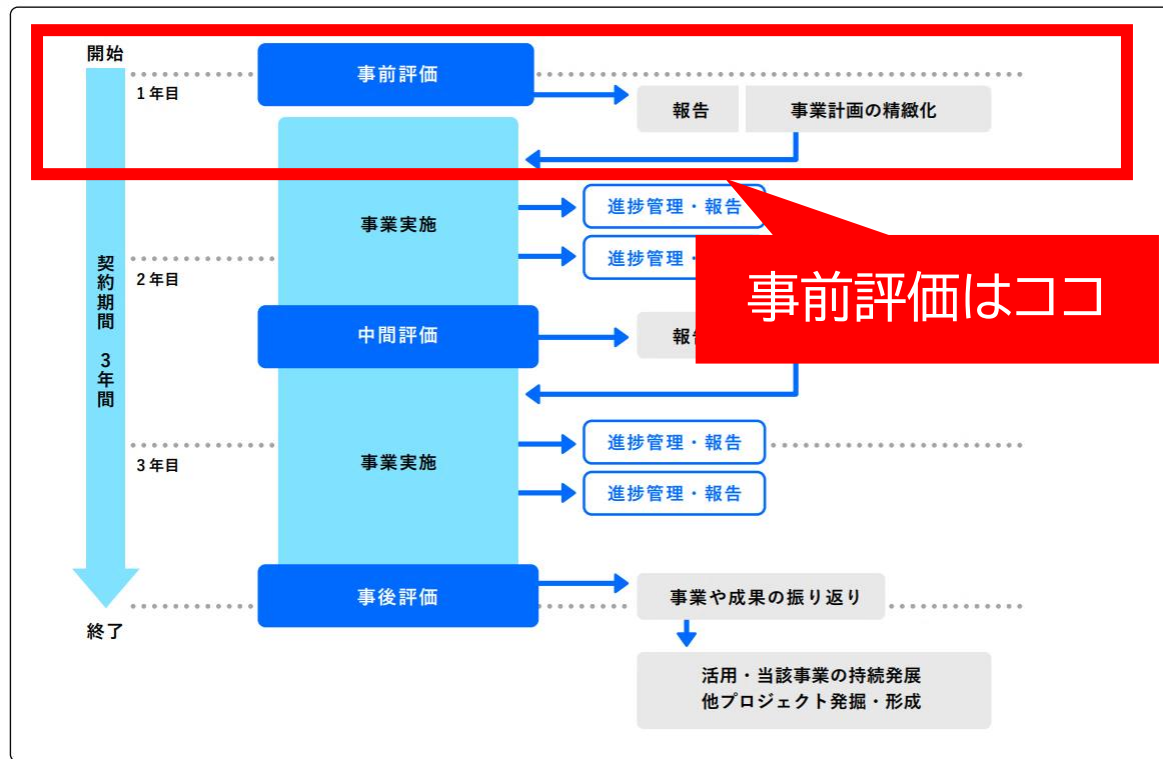 開始
事前評価
1年目
報告
事業計画の精緻化
進捗管理・報告
事業実施
進捗管理・
2年目
事前評価はココ
契約期間 3年間
中間評価
進捗管理・報告
事業実施
3年目
進捗管理・報告
事後評価
事業や成果の振り返り
終了
活用・当該事業の持続発展
他プロジェクト発掘・形成